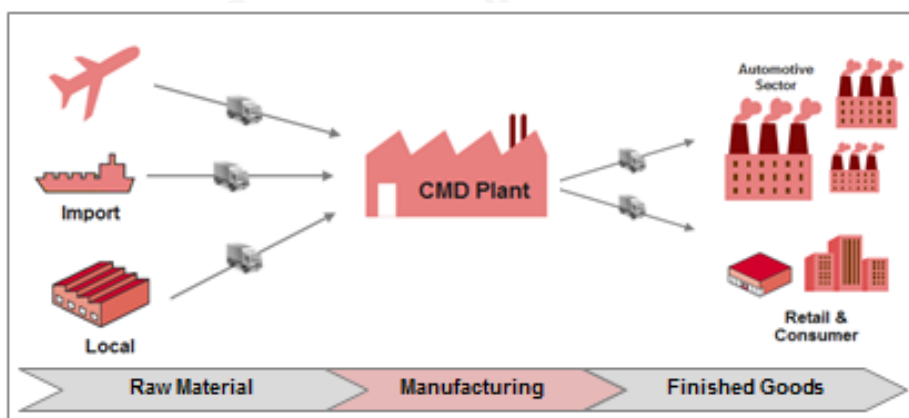 Automotive
Sector
CMD Plant
Import
Local
Retail &
Consumer
Raw Material
Manufacturing
Finished Goods